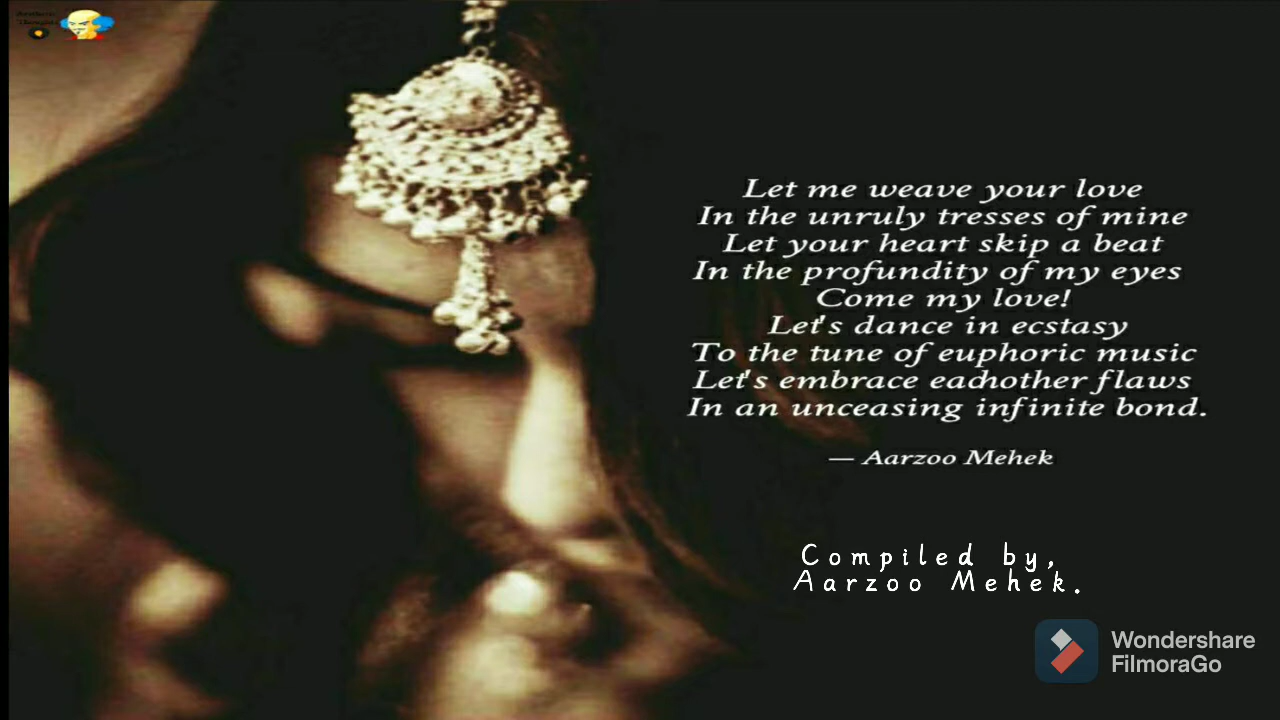 Let me weave your love
In the unruly tresses of mine
Let your heart skip a beat
In the profundity of my eyes
Come my love!
Let's dance in ecstasy
To the tune of euphoric music
Let's embrace eachother flaws
In an unceasing infinite bond.
— Aarzoo Mehek
Compiled by,
Aarzoo Mehek.
Wondershare
FilmoraGo